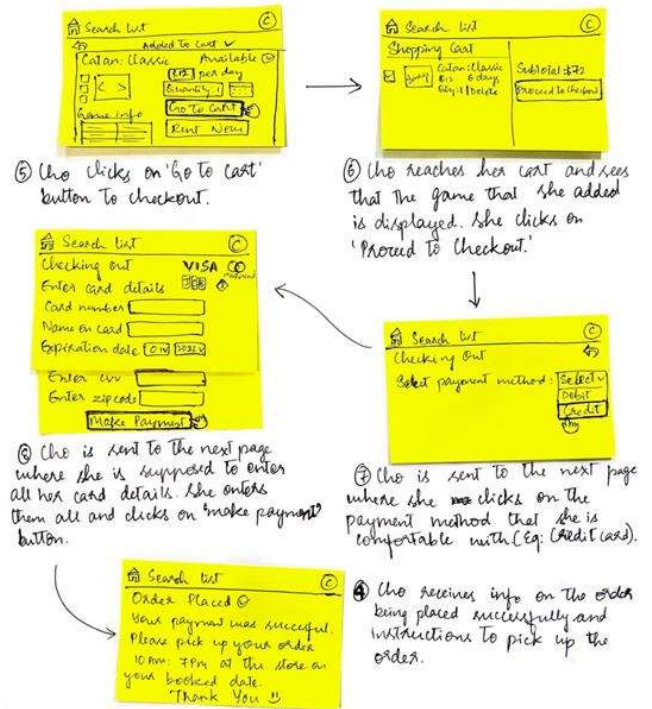 Search List C
Added To Cart ✓
Catan: Classic Available
$12 per day
< > Quantity: 1
Go To Cart
Game info
Rent Now
⑤ Cho clicks on 'Go To Cart'
button to checkout.
Search list C
Shopping Cart
Catan: Classic
$12 6 days
Qty: 1 | Delete
Subtotal: $72
Proceed to Checkout
⑥ Cho reaches her cart and sees
that the game that she added
is displayed. She clicks on
'Proceed to Checkout.'
Search list C
Checking Out
Select payment method: Select
Debit
Credit
⑦ Cho is sent to the next page
where she clicks on the
payment method that she is
comfortable with (Eg: Credit card).
Search list C
Checking out VISA
Enter card details
Card number
Name on card
Expiration date
Enter cvv
Enter zipcode
Make Payment
⑧ Cho is sent to the next page
where she is supposed to enter
all her card details. She enters
them all and clicks on 'make payment'
button.
Search list C
Order Placed
Your payment was succesful.
Please pick up your order
10 Am: 7 Pm at the store on
your booked date.
Thank You
Cho receives info on the order
being placed successfully and
instructions to pick up the
order.